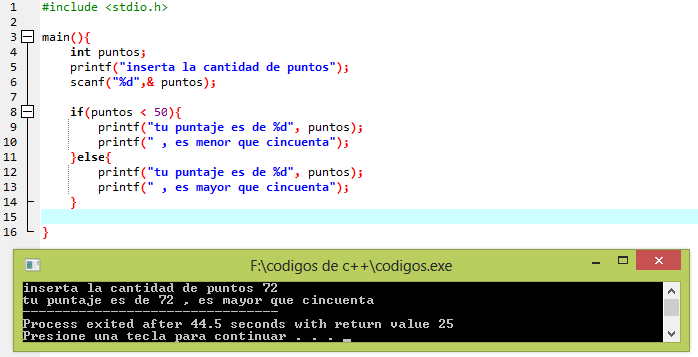 1 #include <stdio.h>
2
3 main(){
4 int puntos;
5 printf("inserta la cantidad de puntos");
6 scanf("%d",& puntos);
7
8 if(puntos < 50){
9 printf("tu puntaje es de %d", puntos);
10 printf(" , es menor que cincuenta");
11 }else{
12 printf("tu puntaje es de %d", puntos);
13 printf(" , es mayor que cincuenta");
14 }
15
16 }
F:\codigos de c++\codigos.exe
inserta la cantidad de puntos 72
tu puntaje es de 72 , es mayor que cincuenta
--------------------------------
Process exited after 44.5 seconds with return value 25
Presione una tecla para continuar . . .